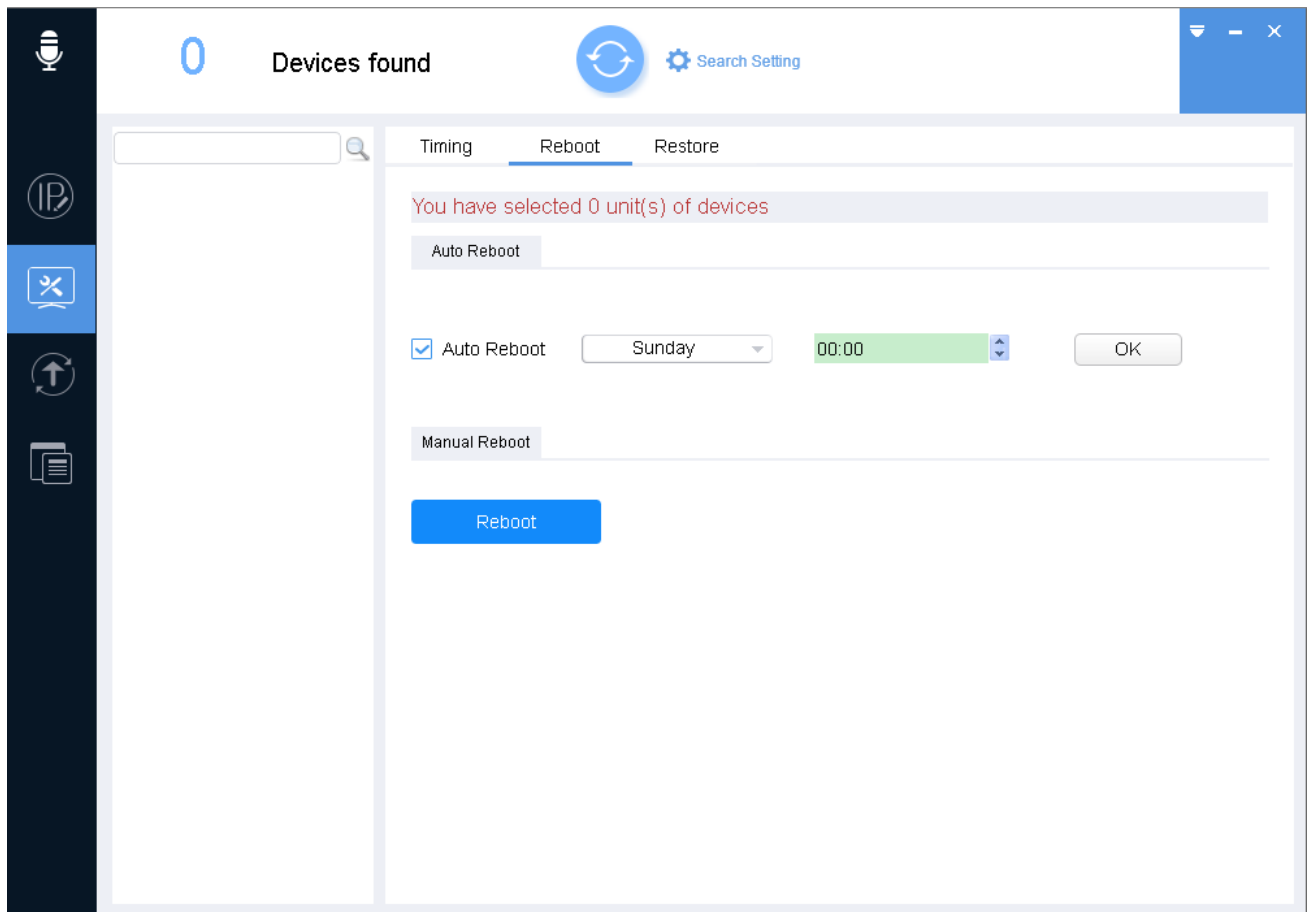 0 Devices found
Search Setting
IP
Timing Reboot Restore
You have selected 0 unit(s) of devices
Auto Reboot
Auto Reboot Sunday 00:00 OK
Manual Reboot
Reboot